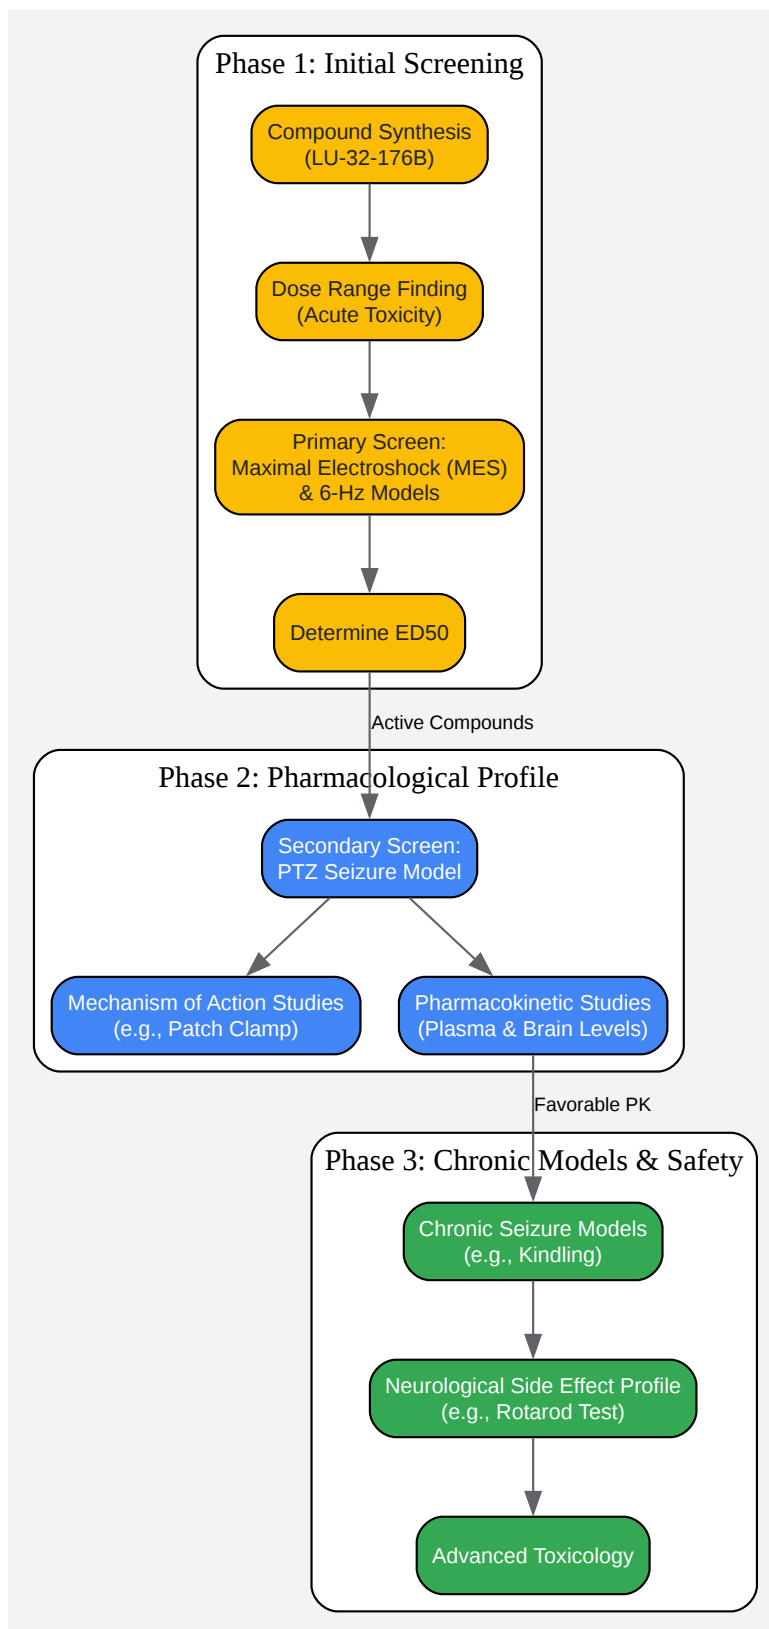 Phase 1: Initial Screening
Compound Synthesis
(LU-32-176B)
Dose Range Finding
(Acute Toxicity)
Primary Screen:
Maximal Electroshock (MES)
& 6-Hz Models
Determine ED50
Active Compounds
Phase 2: Pharmacological Profile
Secondary Screen:
PTZ Seizure Model
Mechanism of Action Studies
(e.g., Patch Clamp)
Pharmacokinetic Studies
(Plasma & Brain Levels)
Favorable PK
Phase 3: Chronic Models & Safety
Chronic Seizure Models
(e.g., Kindling)
Neurological Side Effect Profile
(e.g., Rotarod Test)
Advanced Toxicology